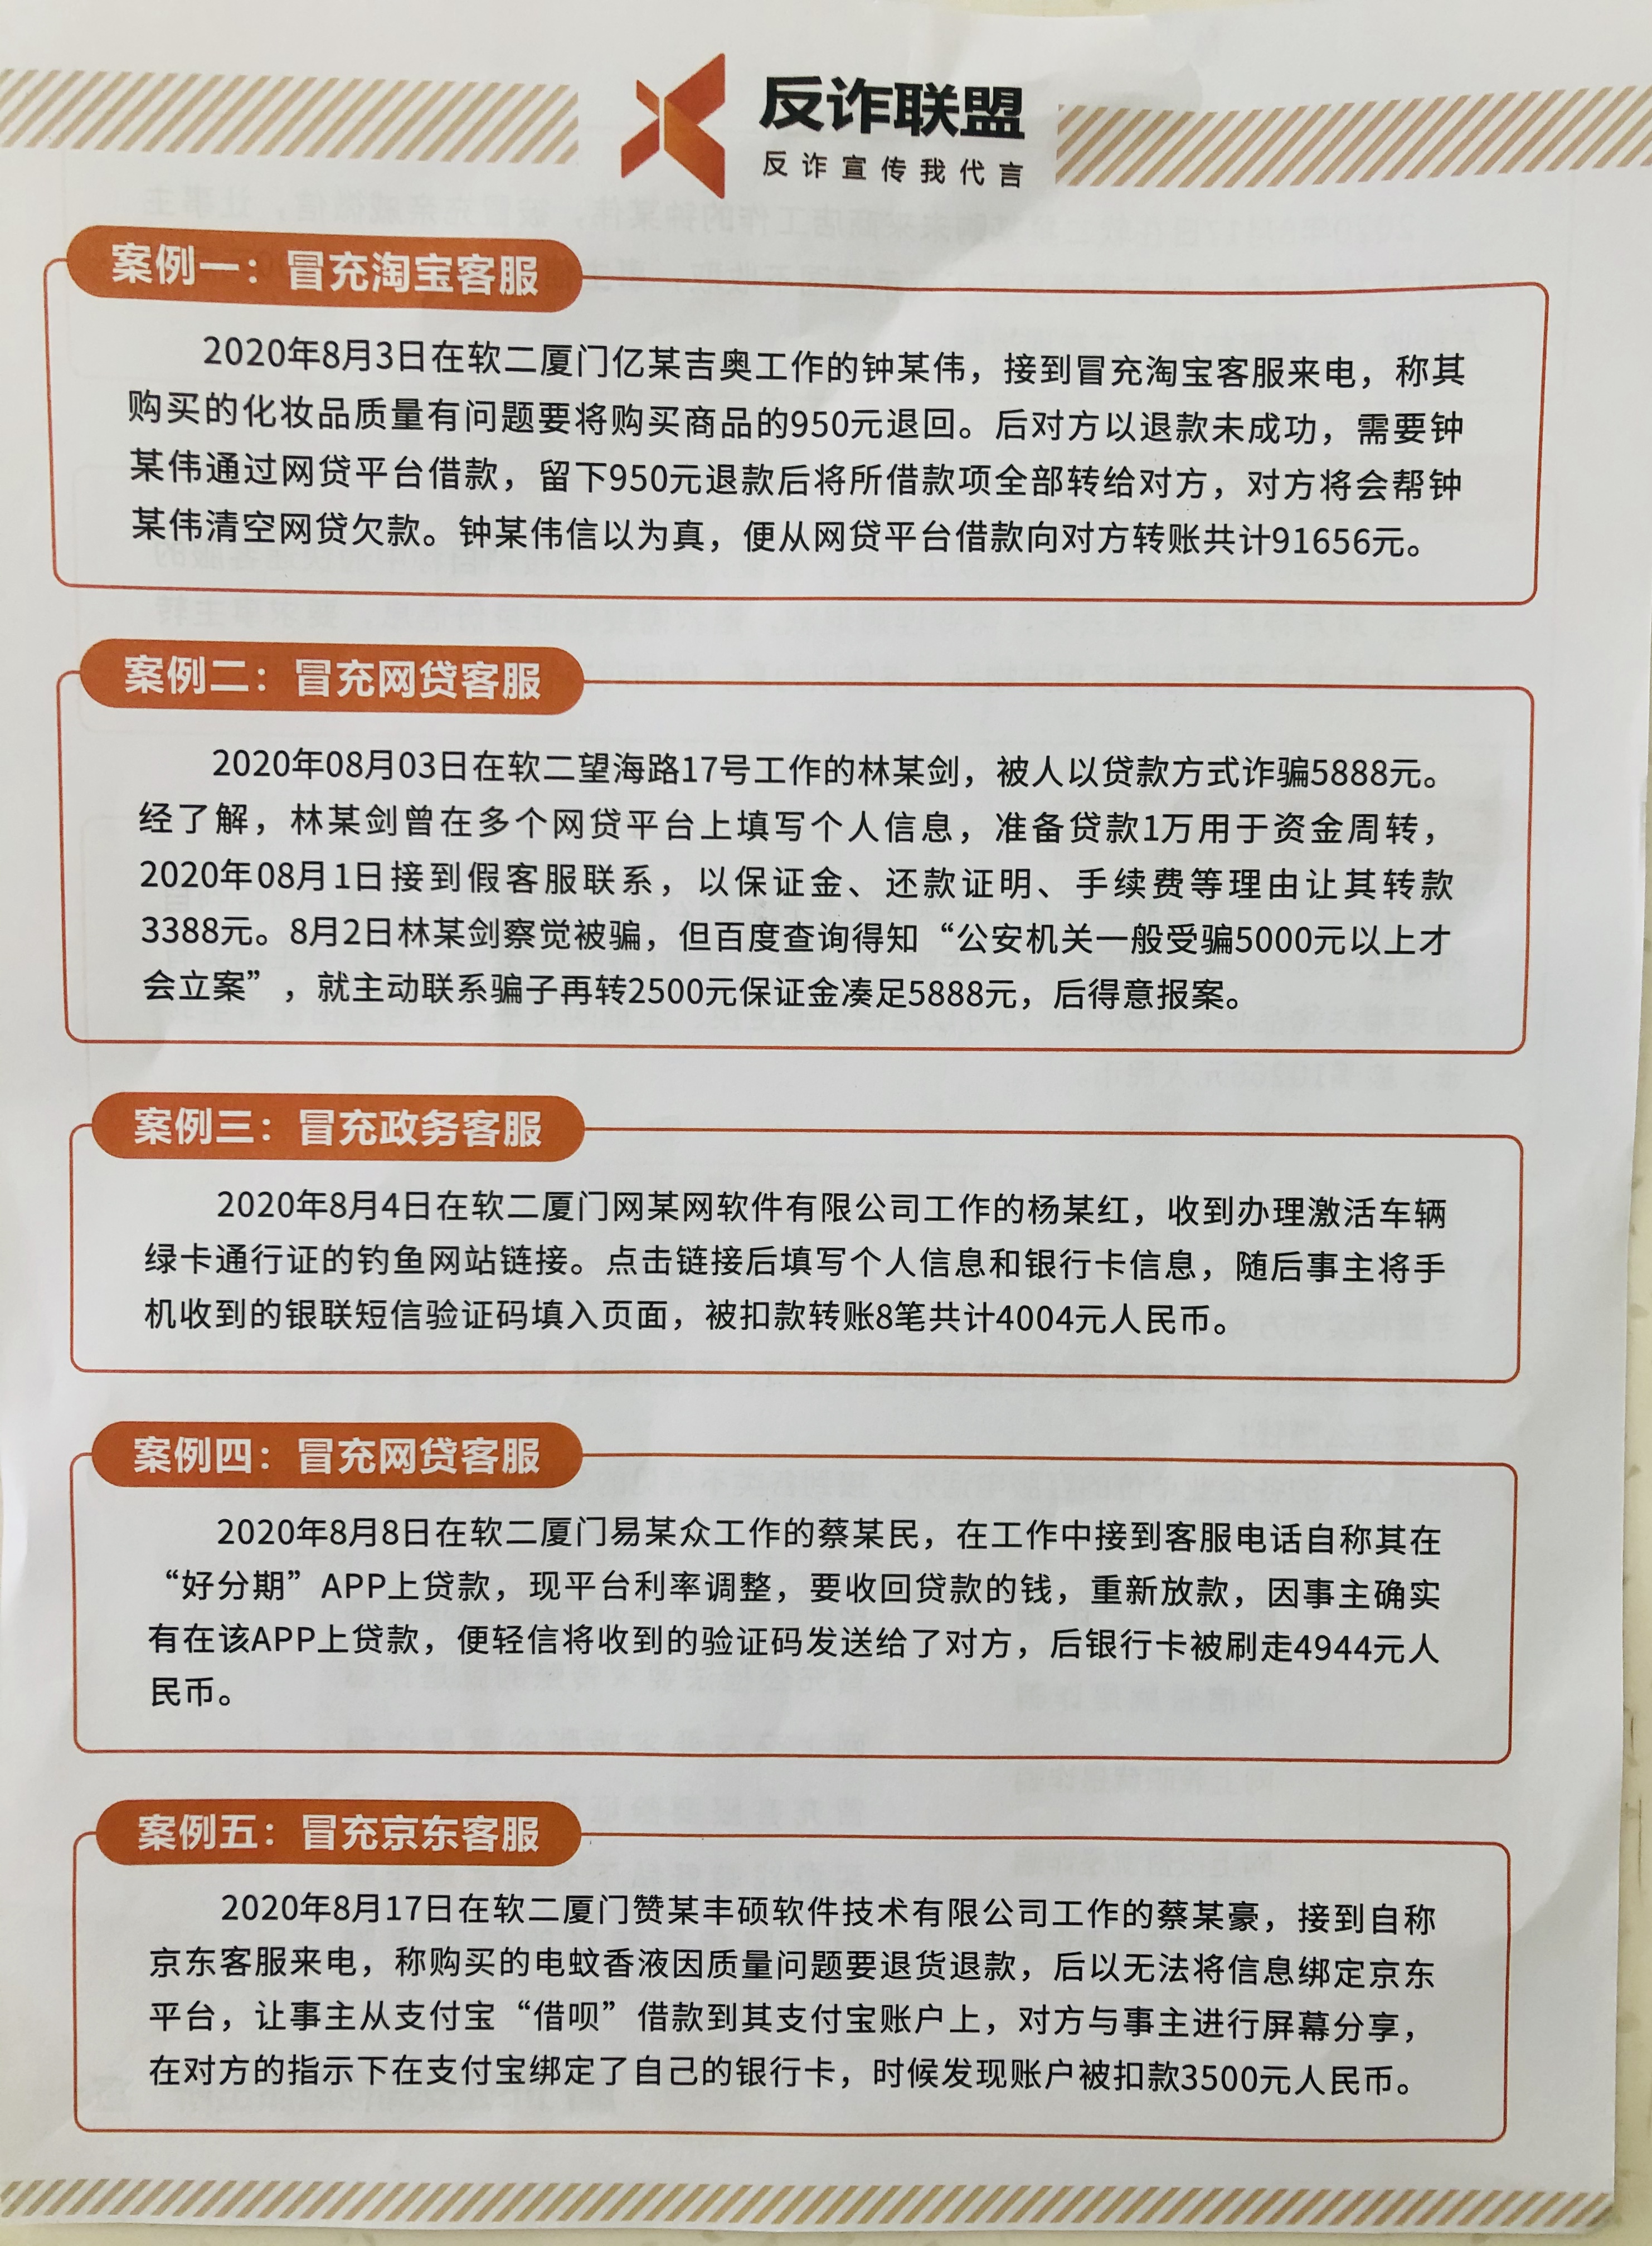 反诈联盟
反诈宣传我代言
案例一：冒充淘宝客服
2020年8月3日在软二厦门亿某吉奥工作的钟某伟，接到冒充淘宝客服来电，称其
购买的化妆品质量有问题要将购买商品的950元退回。后对方以退款未成功，需要钟
某伟通过网贷平台借款，留下950元退款后将所借款项全部转给对方，对方将会帮钟
某伟清空网贷欠款。钟某伟信以为真，便从网贷平台借款向对方转账共计91656元。
案例二：冒充网贷客服
2020年08月03日在软二望海路17号工作的林某剑，被人以贷款方式诈骗5888元。
经了解，林某剑曾在多个网贷平台上填写个人信息，准备贷款1万用于资金周转，
2020年08月1日接到假客服联系，以保证金、还款证明、手续费等理由让其转款
3388元。8月2日林某剑察觉被骗，但百度查询得知“公安机关一般受骗5000元以上才
会立案”，就主动联系骗子再转2500元保证金凑足5888元，后得意报案。
案例三：冒充政务客服
2020年8月4日在软二厦门网某网软件有限公司工作的杨某红，收到办理激活车辆
绿卡通行证的钓鱼网站链接。点击链接后填写个人信息和银行卡信息，随后事主将手
机收到的银联短信验证码填入页面，被扣款转账8笔共计4004元人民币。
案例四：冒充网贷客服
2020年8月8日在软二厦门易某众工作的蔡某民，在工作中接到客服电话自称其在
“好分期”APP上贷款，现平台利率调整，要收回贷款的钱，重新放款，因事主确实
有在该APP上贷款，便轻信将收到的验证码发送给了对方，后银行卡被刷走4944元人
民币。
案例五：冒充京东客服
2020年8月17日在软二厦门赞某丰硕软件技术有限公司工作的蔡某豪，接到自称
京东客服来电，称购买的电蚊香液因质量问题要退货退款，后以无法将信息绑定京东
平台，让事主从支付宝“借呗”借款到其支付宝账户上，对方与事主进行屏幕分享，
在对方的指示下在支付宝绑定了自己的银行卡，时候发现账户被扣款3500元人民币。